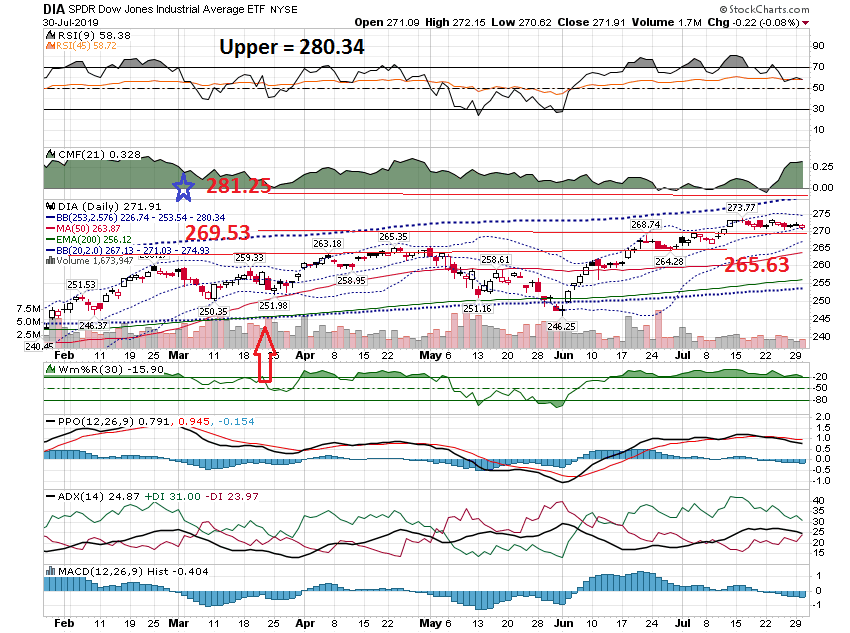 DIA SPDR Dow Jones Industrial Average ETF NYSE
© StockCharts.com
30-Jul-2019
Open 271.09 High 272.15 Low 270.62 Close 271.91 Volume 1.7M Chg -0.22 (-0.08%)
RSI(9) 58.38
RSI(45) 58.72
Upper = 280.34
90
70
50
30
10
CMF(21) 0.328
0.25
0.00
281.25
DIA (Daily) 271.91
BB(253,2.576) 226.74 - 253.54 - 280.34
MA(50) 263.87
EMA(200) 256.12
BB(20,2.0) 267.13 - 271.03 - 274.93
Volume 1,673,947
269.53
265.63
273.77
268.74
265.35
263.18
259.33
258.61
264.28
258.95
251.53
251.98
250.35
251.16
246.37
246.25
240.45
275
270
265
260
255
250
245
240
7.5M
5.0M
2.5M
Feb 11 19 25 Mar 11 18 25 Apr 8 15 22 May 6 13 20 28 Jun 10 17 24 Jul 8 15 22 29
Wm%R(30) -15.90
-20
-50
-80
PPO(12,26,9) 0.791, 0.945, -0.154
2.0
1.5
1.0
0.5
0.0
-0.5
-1.0
ADX(14) 24.87 +DI 31.00 -DI 23.97
40
35
30
25
20
15
MACD(12,26,9) Hist -0.404
1
0
-1
Feb 11 19 25 Mar 11 18 25 Apr 8 15 22 May 6 13 20 28 Jun 10 17 24 Jul 8 15 22 29